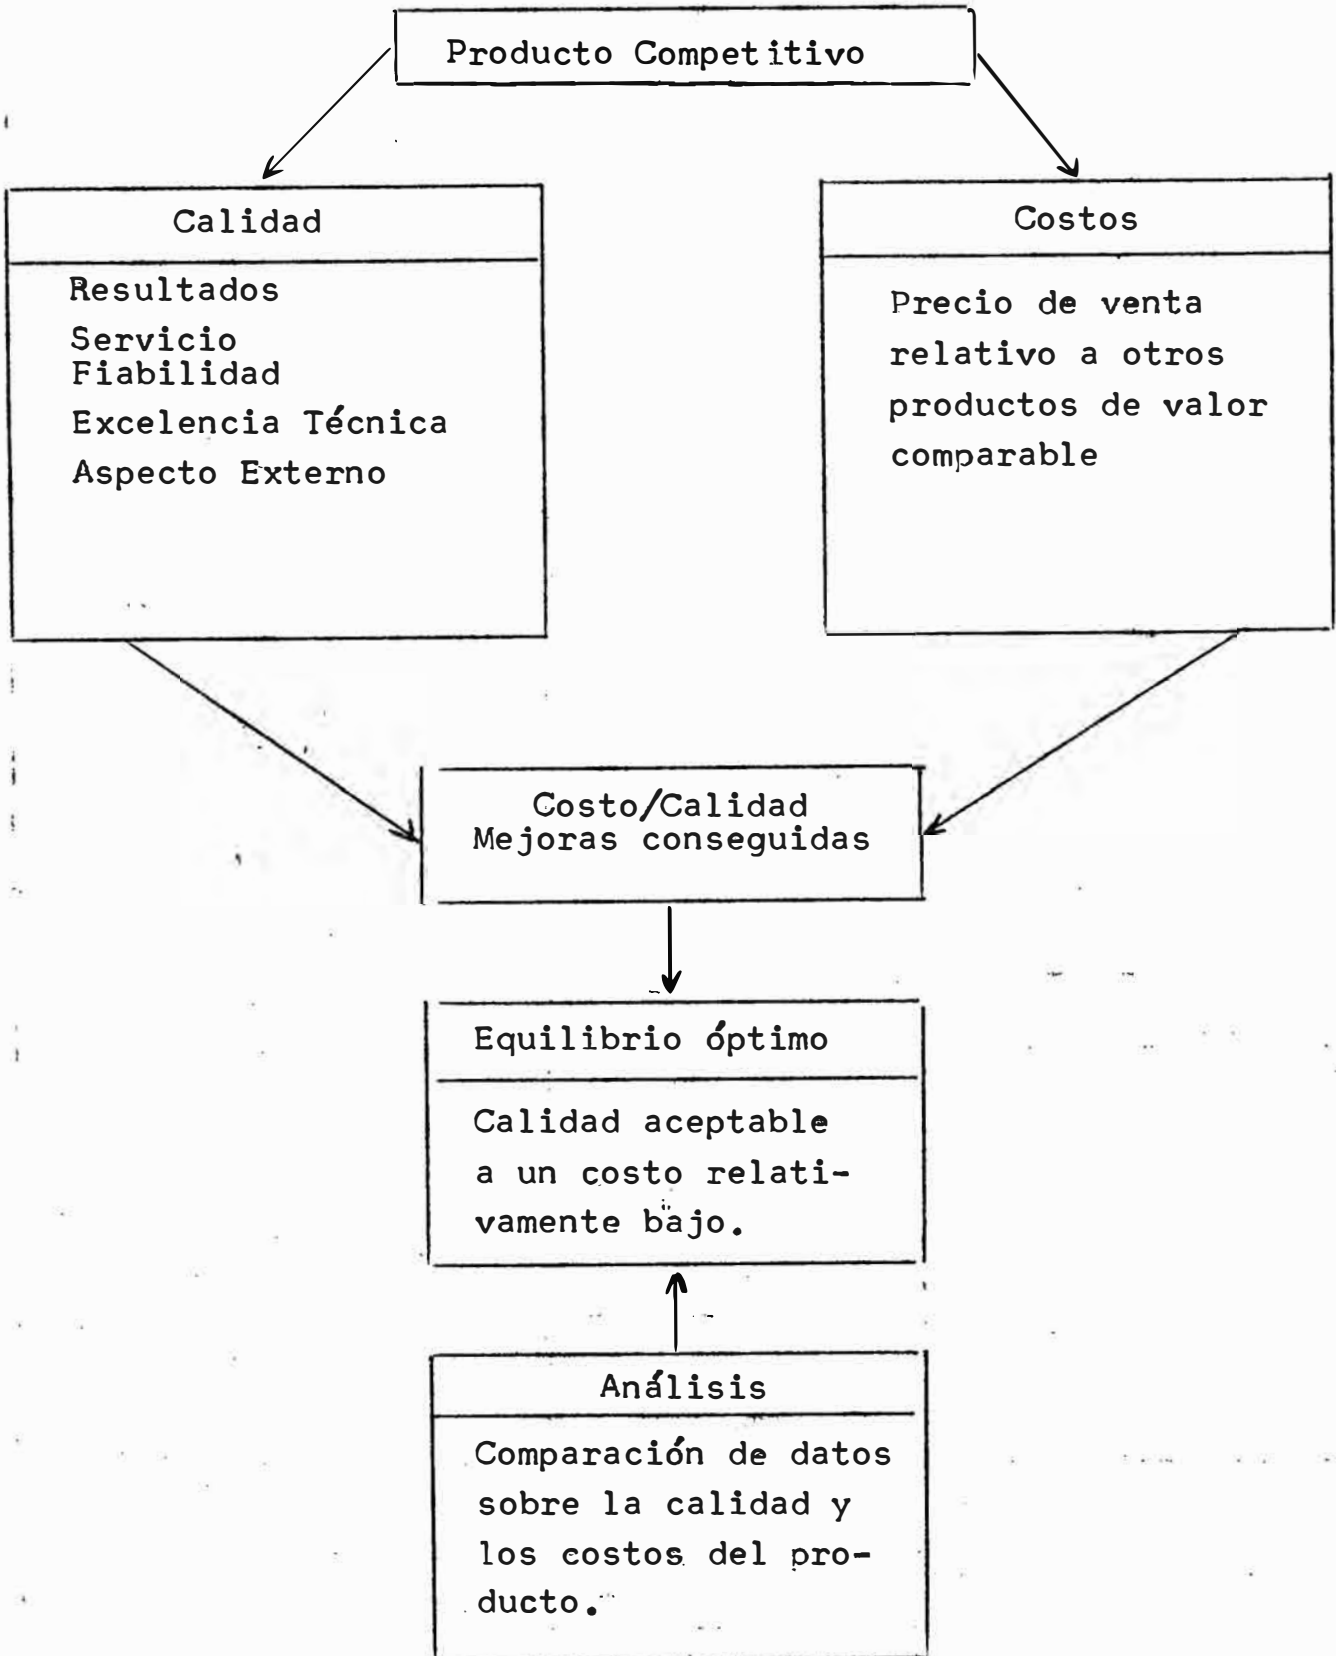 Producto Competitivo
Calidad
Resultados
Servicio
Fiabilidad
Excelencia Técnica
Aspecto Externo
Costos
Precio de venta
relativo a otros
productos de valor
comparable
Costo/Calidad
Mejoras conseguidas
Equilibrio óptimo
Calidad aceptable
a un costo relati-
vamente bajo.
Análisis
Comparación de datos
sobre la calidad y
los costos del pro-
ducto.